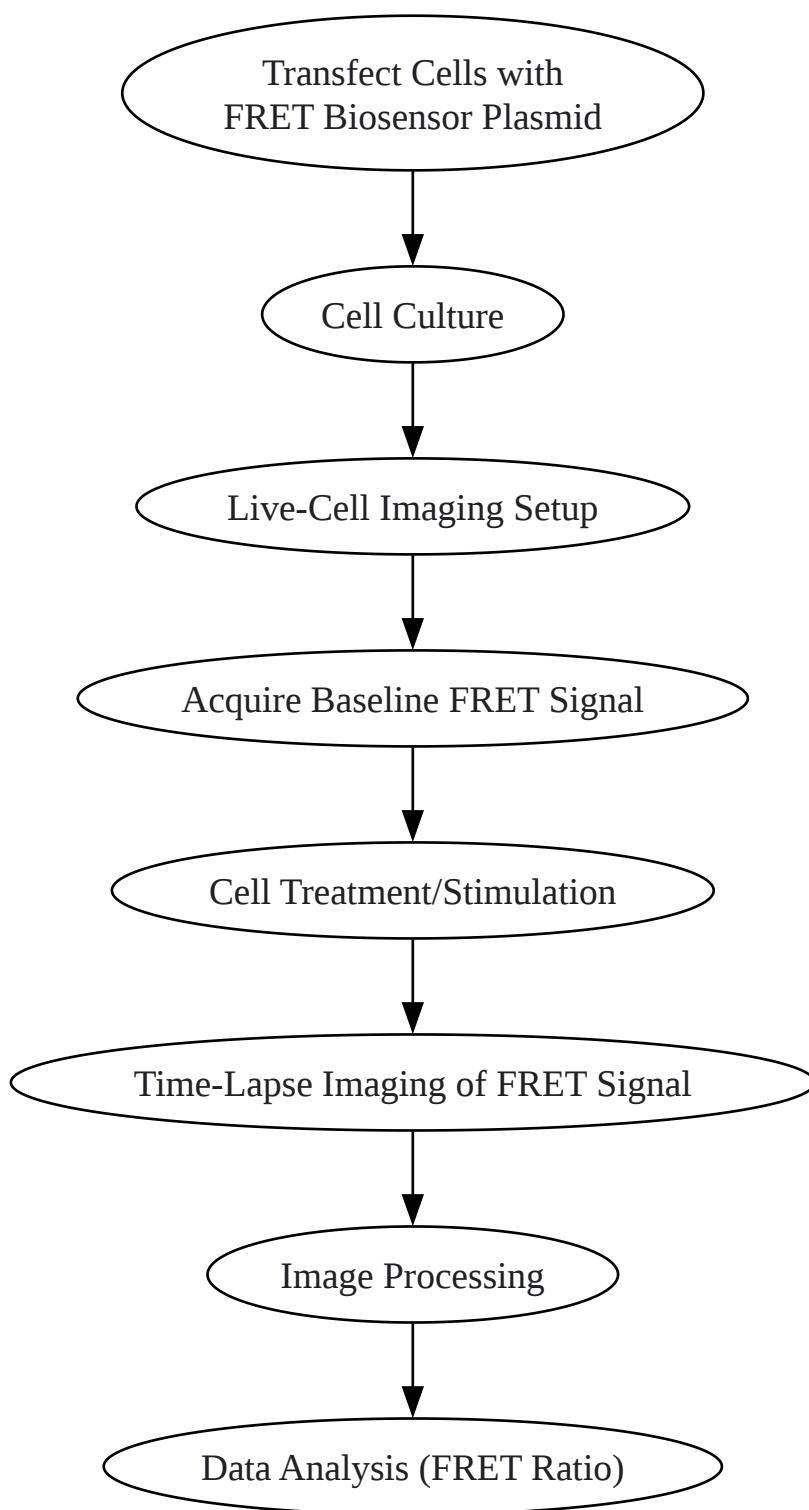 Transfect Cells with
FRET Biosensor Plasmid
Cell Culture
Live-Cell Imaging Setup
Acquire Baseline FRET Signal
Cell Treatment/Stimulation
Time-Lapse Imaging of FRET Signal
Image Processing
Data Analysis (FRET Ratio)